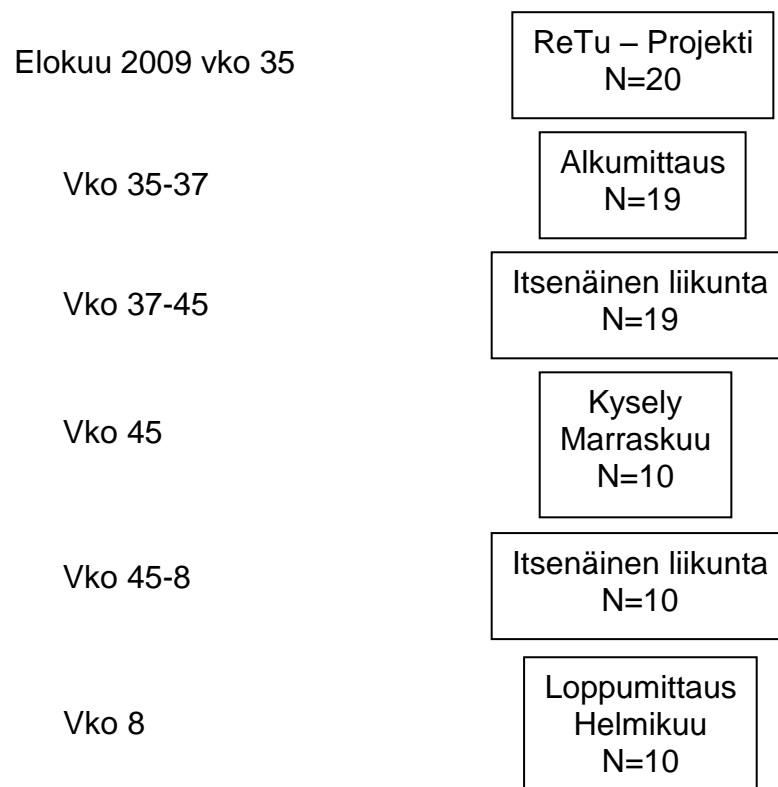 Elokuu 2009 vko 35
ReTu – Projekti
N=20
Vko 35-37
Alkumittaus
N=19
Vko 37-45
Itsenäinen liikunta
N=19
Vko 45
Kysely
Marraskuu
N=10
Vko 45-8
Itsenäinen liikunta
N=10
Vko 8
Loppumittaus
Helmikuu
N=10